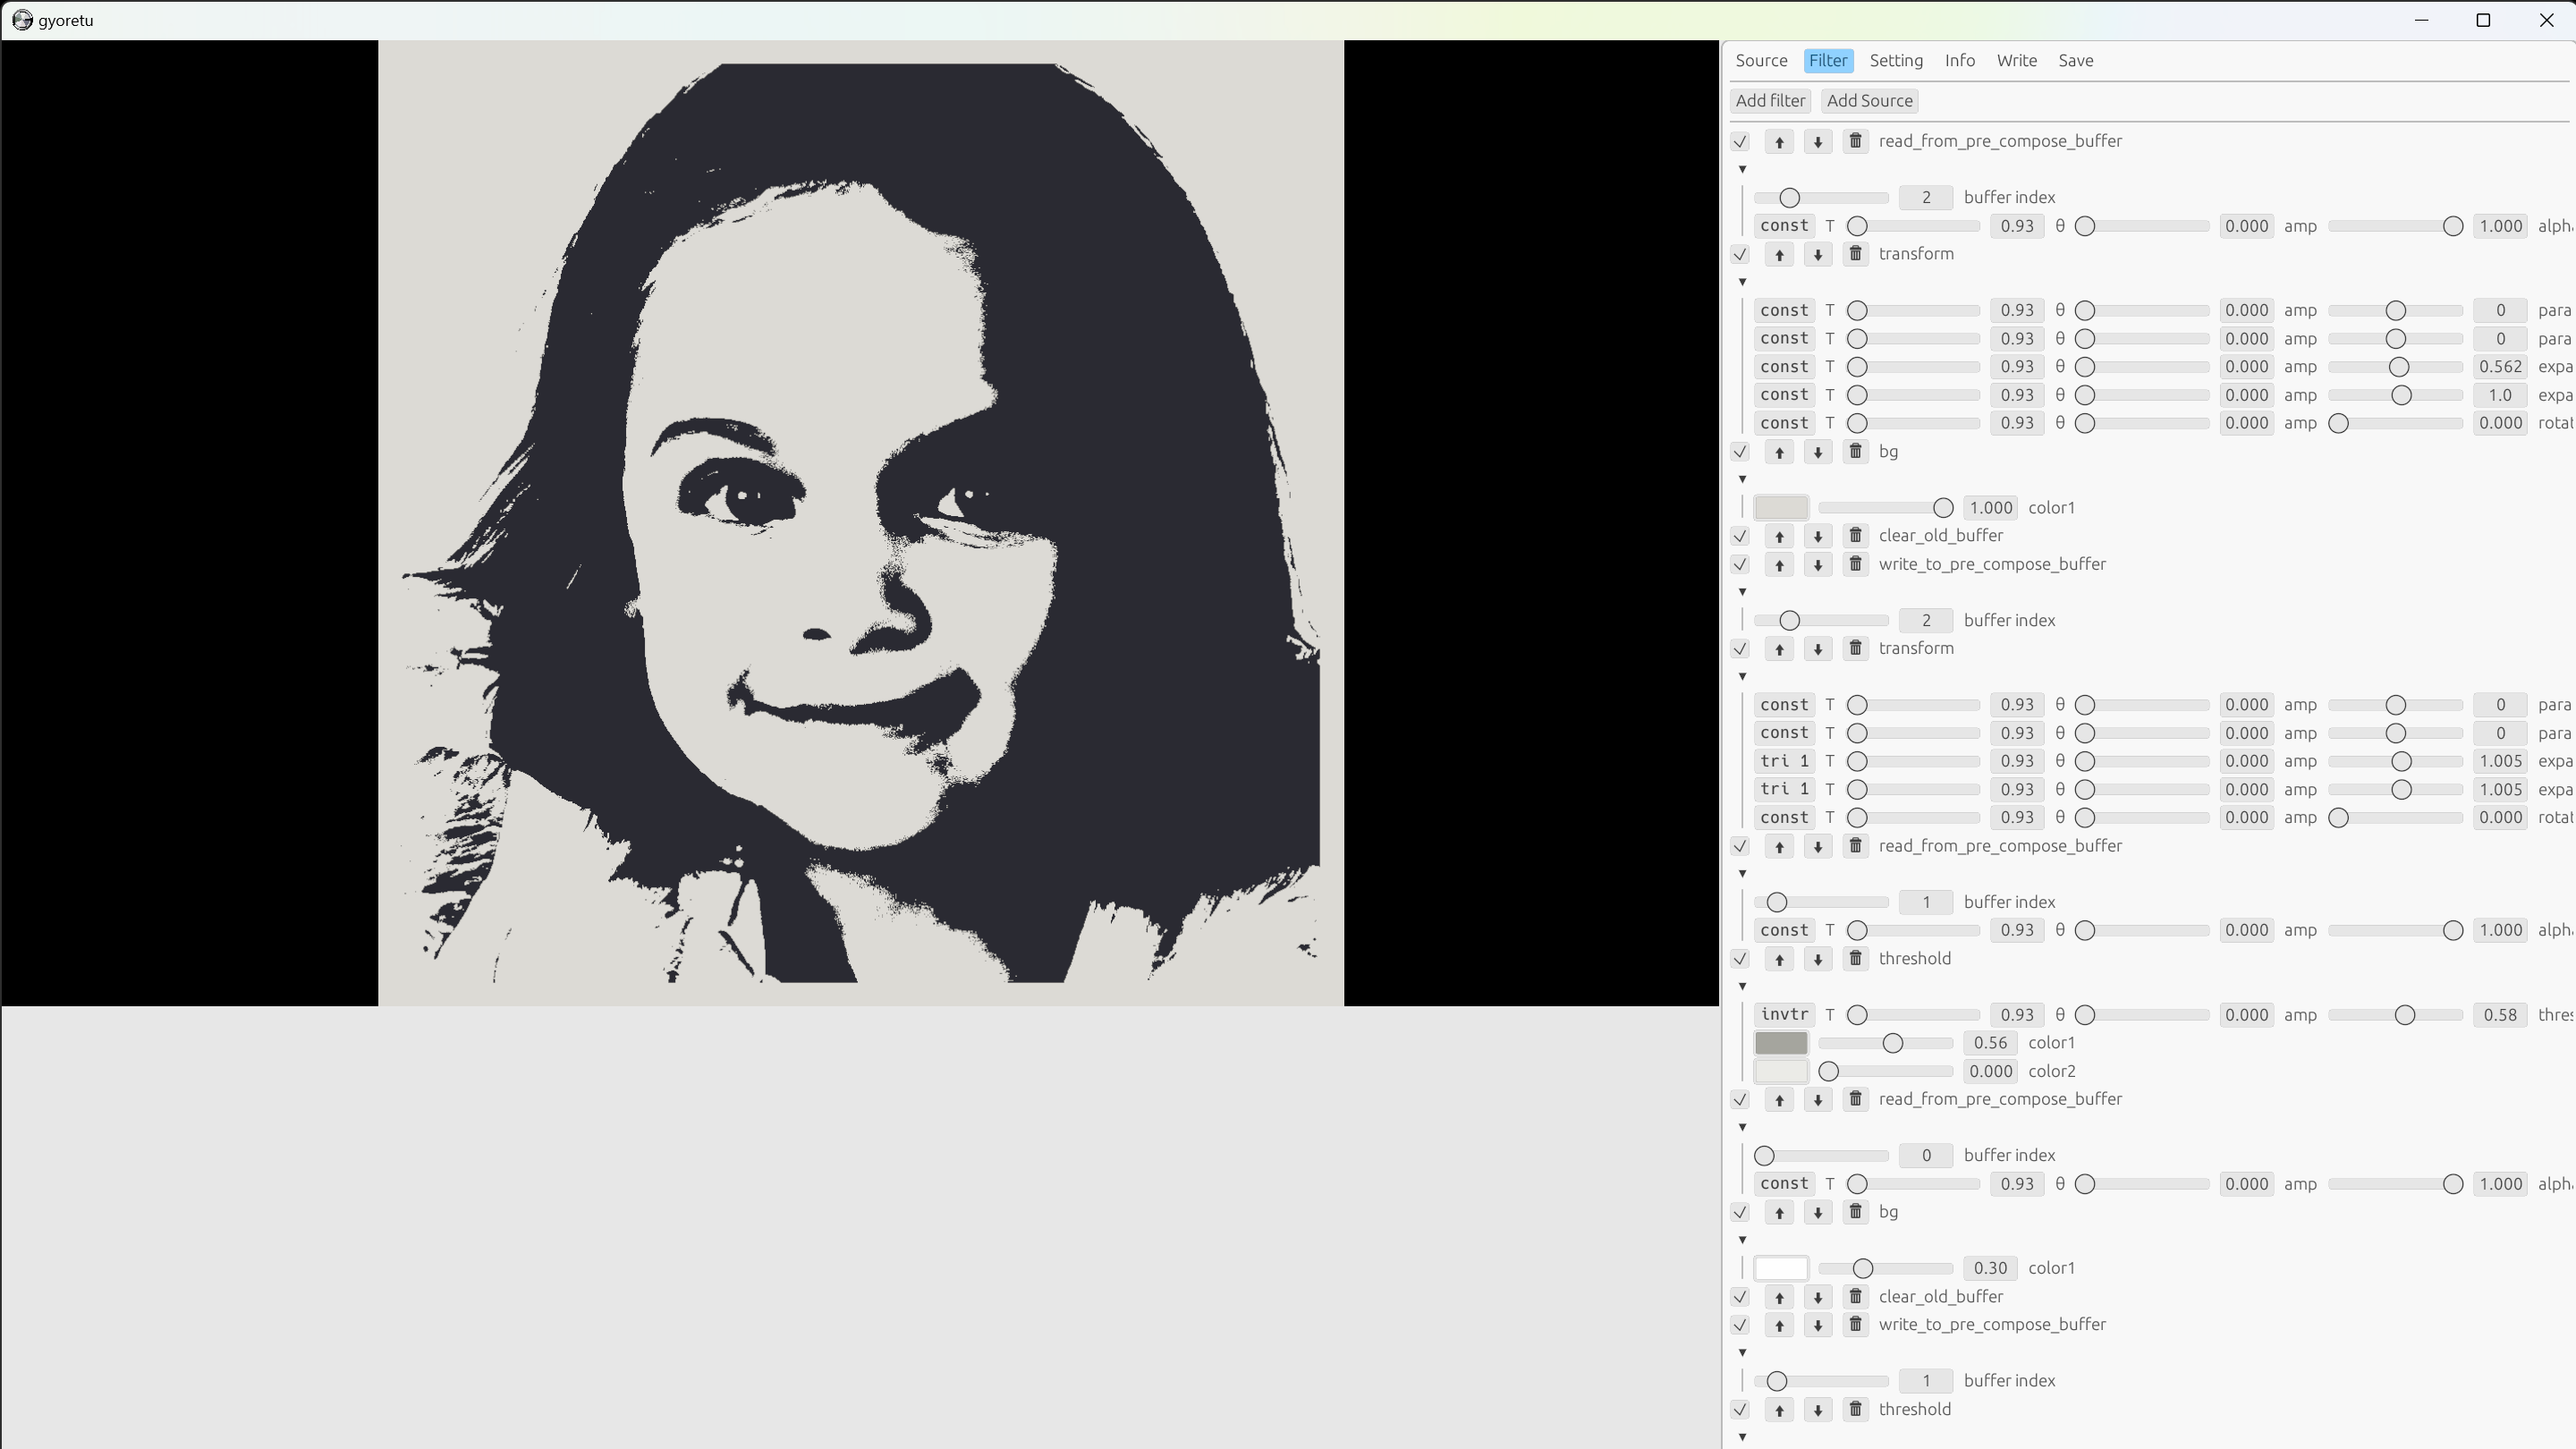 gyoretu
Source Filter Setting Info Write Save
Add filter Add Source
read_from_pre_compose_buffer
2 buffer index
const T 0.93 θ 0.000 amp 1.000 alph
transform
const T 0.93 θ 0.000 amp 0 para
const T 0.93 θ 0.000 amp 0 para
const T 0.93 θ 0.000 amp 0.562 expa
const T 0.93 θ 0.000 amp 1.0 expa
const T 0.93 θ 0.000 amp 0.000 rotat
bg
1.000 color1
clear_old_buffer
write_to_pre_compose_buffer
2 buffer index
transform
const T 0.93 θ 0.000 amp 0 para
const T 0.93 θ 0.000 amp 0 para
tri 1 T 0.93 θ 0.000 amp 1.005 expa
tri 1 T 0.93 θ 0.000 amp 1.005 expa
const T 0.93 θ 0.000 amp 0.000 rotat
read_from_pre_compose_buffer
1 buffer index
const T 0.93 θ 0.000 amp 1.000 alph
threshold
invtr T 0.93 θ 0.000 amp 0.58 thres
0.56 color1
0.000 color2
read_from_pre_compose_buffer
0 buffer index
const T 0.93 θ 0.000 amp 1.000 alph
bg
0.30 color1
clear_old_buffer
write_to_pre_compose_buffer
1 buffer index
threshold